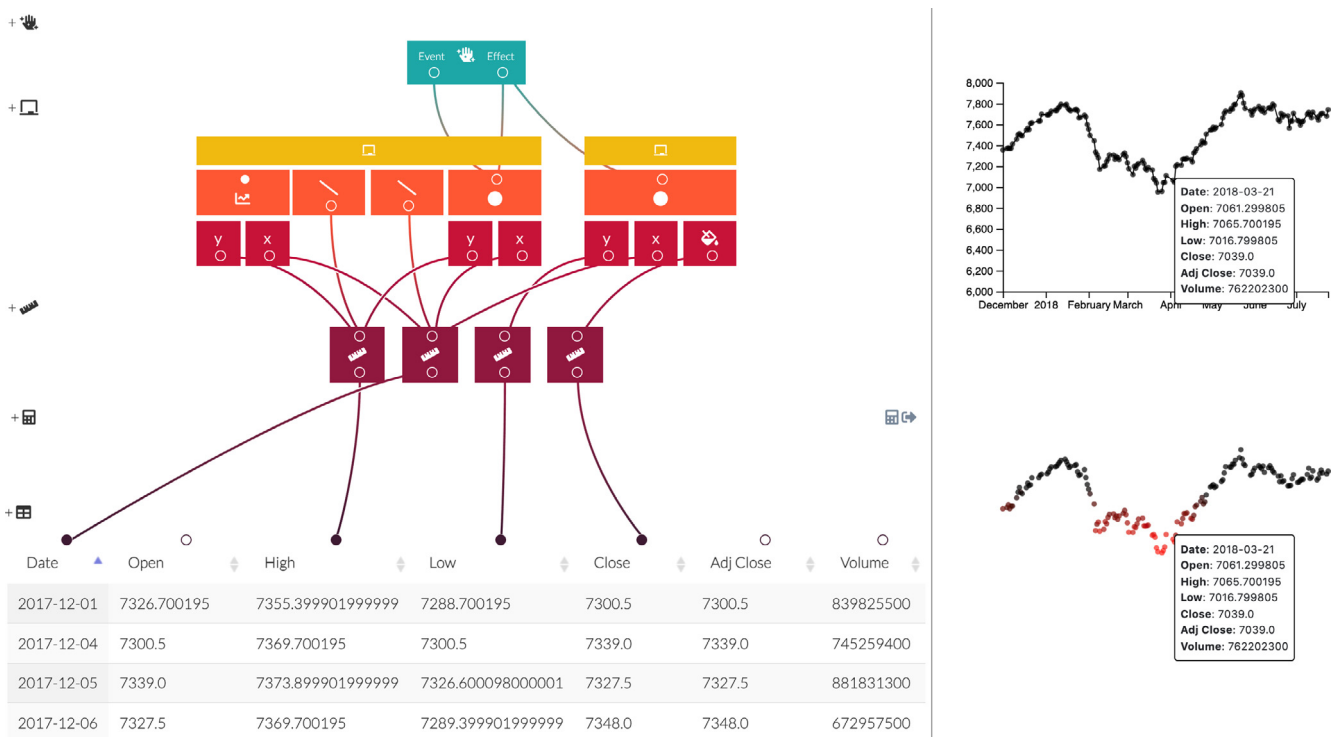 +
Event Effect
+
y x y x y x
+
+
+
Date Open High Low Close Adj Close Volume
2017-12-01 7326.700195 7355.399901999999 7288.700195 7300.5 7300.5 839825500
2017-12-04 7300.5 7369.700195 7300.5 7339.0 7339.0 745259400
2017-12-05 7339.0 7373.899901999999 7326.600098000001 7327.5 7327.5 881831300
2017-12-06 7327.5 7369.700195 7289.399901999999 7348.0 7348.0 672957500
8,000
7,800
7,600
7,400
7,200
7,000
6,800
6,600
6,400
6,200
6,000
December 2018 February March April May June July
Date: 2018-03-21
Open: 7061.299805
High: 7065.700195
Low: 7016.799805
Close: 7039.0
Adj Close: 7039.0
Volume: 762202300
Date: 2018-03-21
Open: 7061.299805
High: 7065.700195
Low: 7016.799805
Close: 7039.0
Adj Close: 7039.0
Volume: 762202300